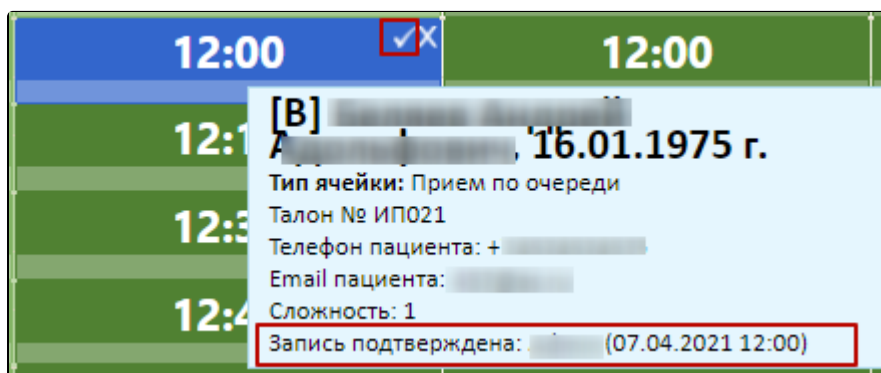 12:00
12:00
[В]
, 16.01.1975 г.
Тип ячейки: Прием по очереди
Талон № ИП021
Телефон пациента: +
Email пациента:
Сложность: 1
Запись подтверждена: (07.04.2021 12:00)